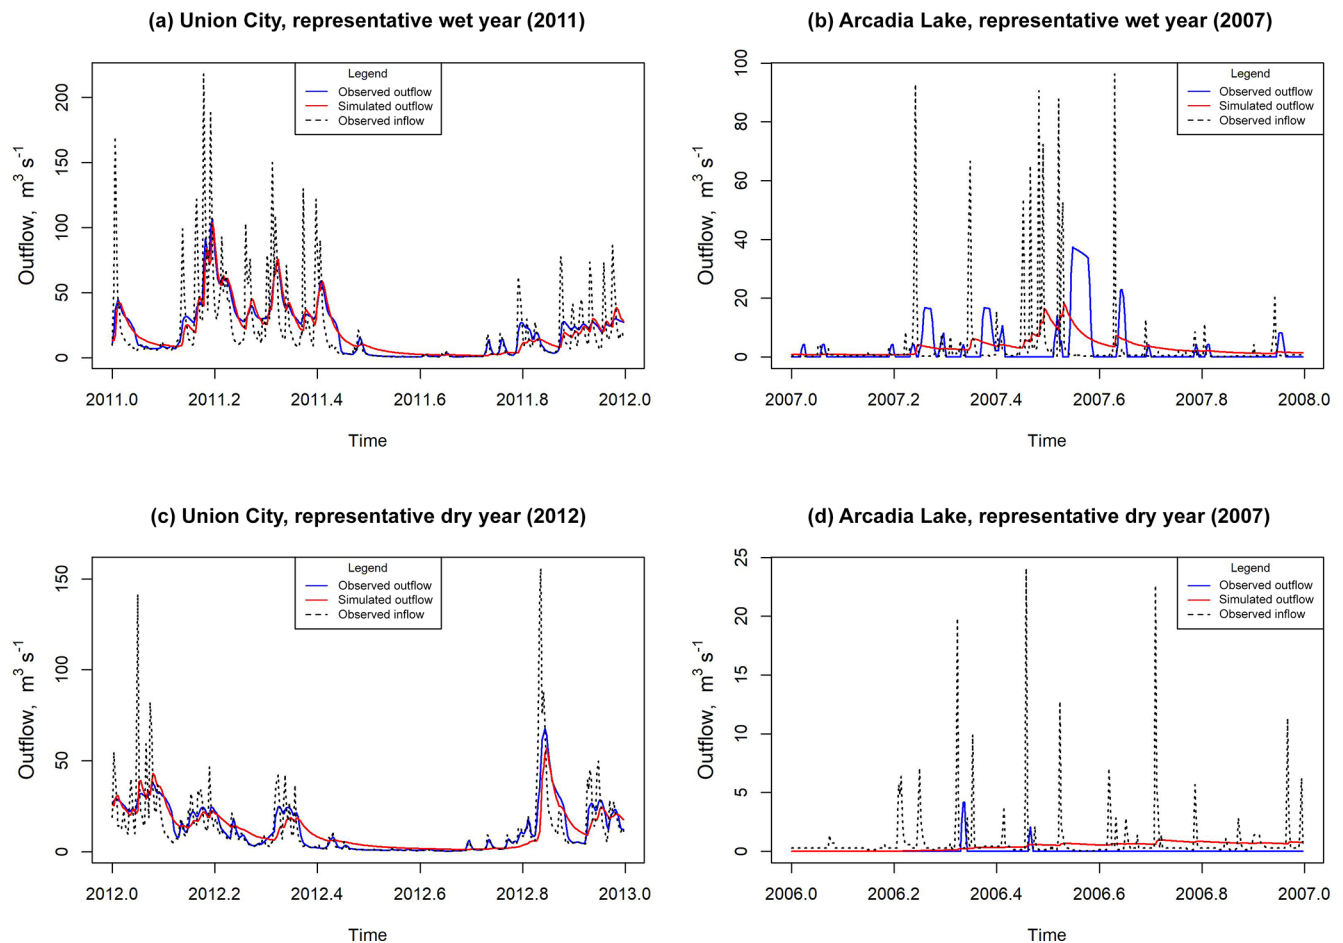 (a) Union City, representative wet year (2011)
Outflow, m³ s⁻¹
200
150
100
50
0
Legend
Observed outflow
Simulated outflow
Observed inflow
2011.0 2011.2 2011.4 2011.6 2011.8 2012.0
Time
(b) Arcadia Lake, representative wet year (2007)
Outflow, m³ s⁻¹
100
80
60
40
20
0
Legend
Observed outflow
Simulated outflow
Observed inflow
2007.0 2007.2 2007.4 2007.6 2007.8 2008.0
Time
(c) Union City, representative dry year (2012)
Outflow, m³ s⁻¹
150
100
50
0
Legend
Observed outflow
Simulated outflow
Observed inflow
2012.0 2012.2 2012.4 2012.6 2012.8 2013.0
Time
(d) Arcadia Lake, representative dry year (2007)
Outflow, m³ s⁻¹
25
20
15
10
5
0
Legend
Observed outflow
Simulated outflow
Observed inflow
2006.0 2006.2 2006.4 2006.6 2006.8 2007.0
Time